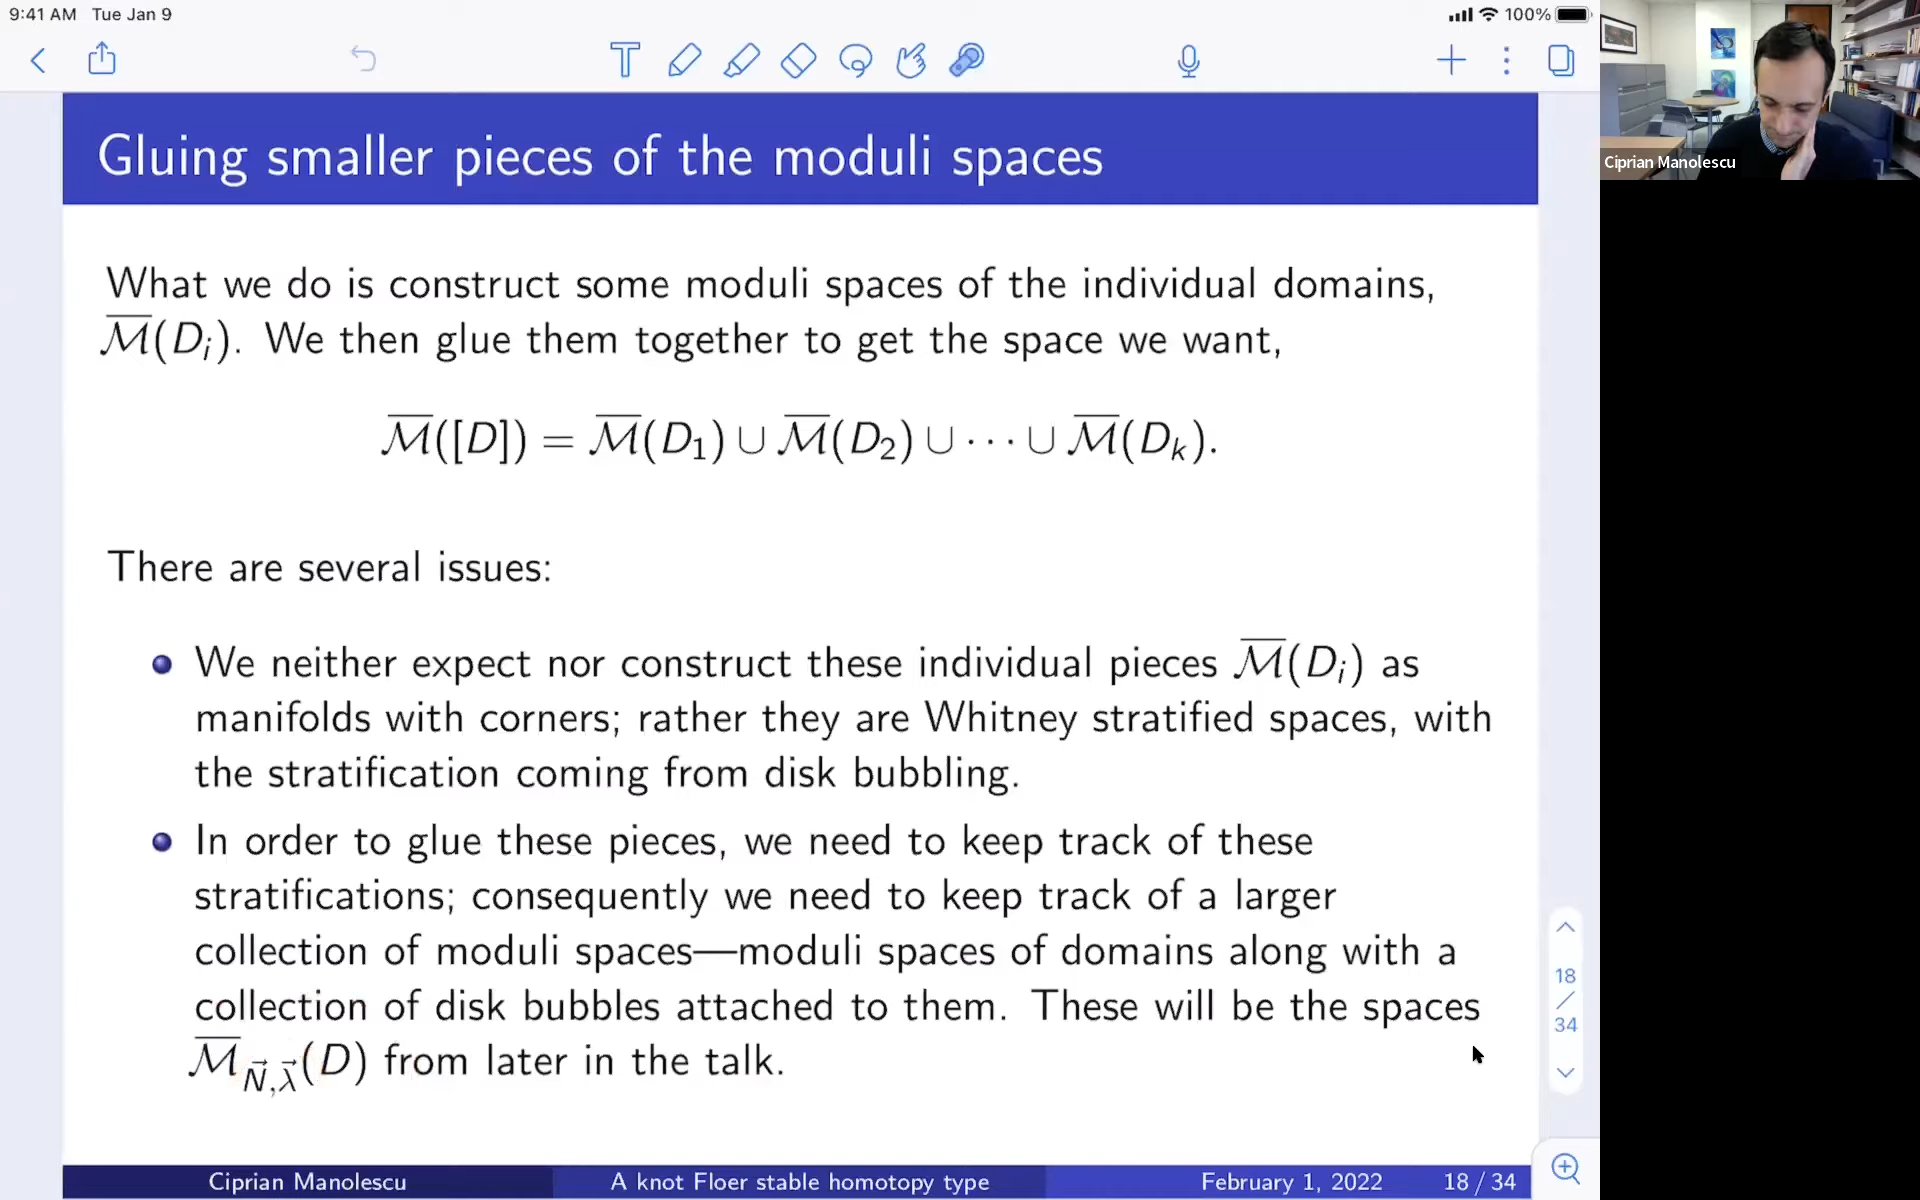 9:41 AM Tue Jan 9
100%
Ciprian Manolescu
Gluing smaller pieces of the moduli spaces
What we do is construct some moduli spaces of the individual domains,
M̅(Dᵢ). We then glue them together to get the space we want,
M̅([D]) = M̅(D₁) ∪ M̅(D₂) ∪ ··· ∪ M̅(Dₖ).
There are several issues:
• We neither expect nor construct these individual pieces M̅(Dᵢ) as
manifolds with corners; rather they are Whitney stratified spaces, with
the stratification coming from disk bubbling.
• In order to glue these pieces, we need to keep track of these
stratifications; consequently we need to keep track of a larger
collection of moduli spaces—moduli spaces of domains along with a
collection of disk bubbles attached to them. These will be the spaces
M̅_{N⃗,λ⃗}(D) from later in the talk.
18
/
34
Ciprian Manolescu A knot Floer stable homotopy type February 1, 2022 18 / 34